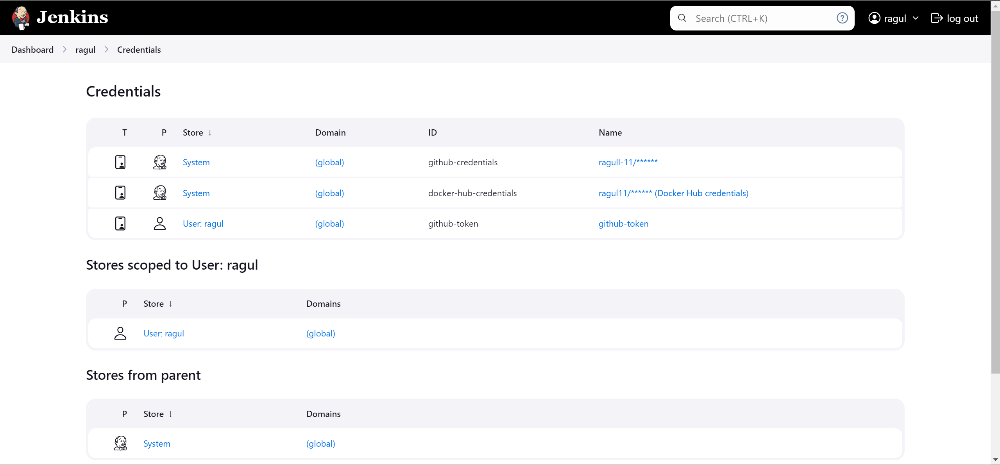 Jenkins
Search (CTRL+K)
?
ragul
log out
Dashboard
ragul
Credentials
Credentials
T P Store ↓ Domain ID Name
System (global) github-credentials ragull-11/******
System (global) docker-hub-credentials ragul11/****** (Docker Hub credentials)
User: ragul (global) github-token github-token
Stores scoped to User: ragul
P Store ↓ Domains
User: ragul (global)
Stores from parent
P Store ↓ Domains
System (global)